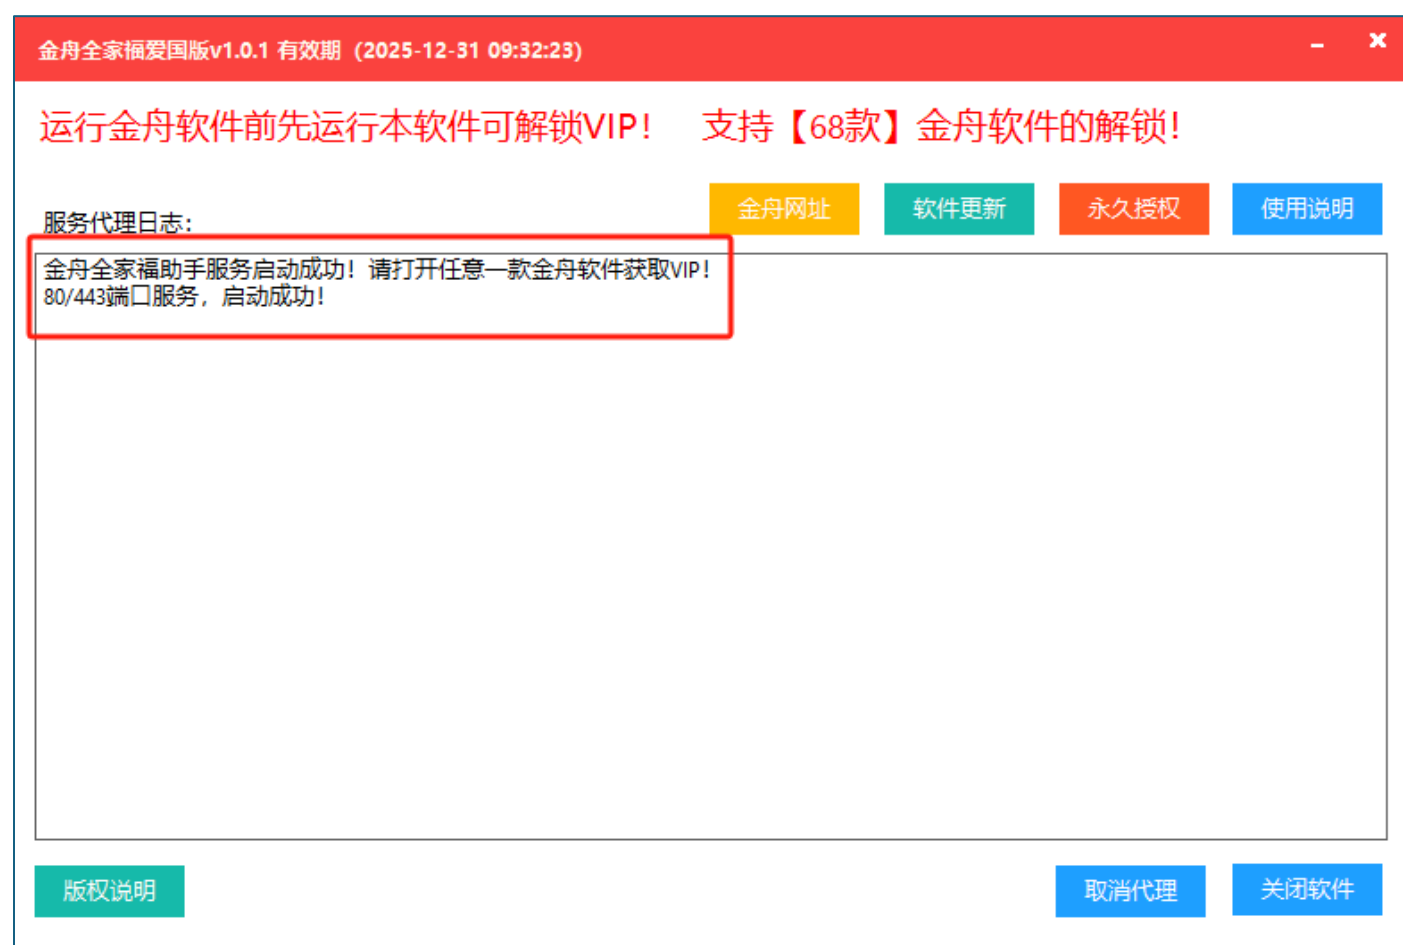 金舟全家福爱国版v1.0.1 有效期（2025-12-31 09:32:23）
运行金舟软件前先运行本软件可解锁VIP！ 支持【68款】金舟软件的解锁！
金舟网址 软件更新 永久授权 使用说明
服务代理日志：
金舟全家福助手服务启动成功！请打开任意一款金舟软件获取VIP！
80/443端口服务，启动成功！
版权说明 取消代理 关闭软件